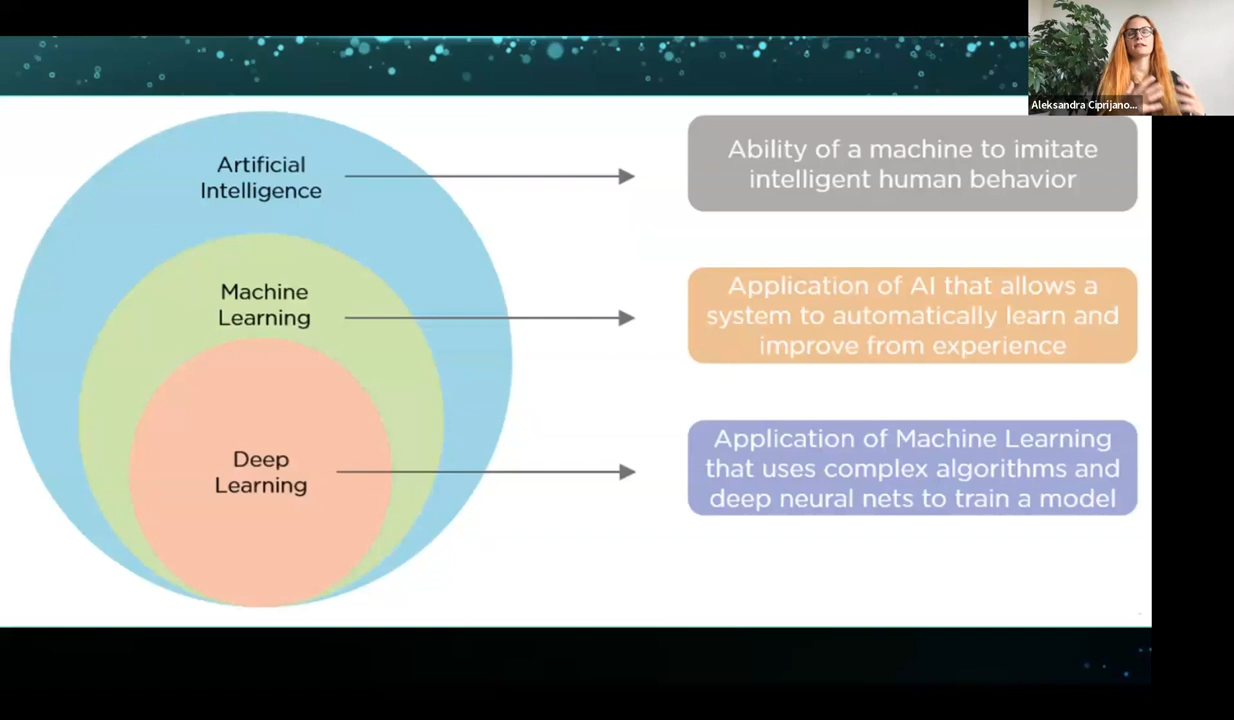 Aleksandra Ciprijano...
Artificial
Intelligence
Ability of a machine to imitate
intelligent human behavior
Machine
Learning
Application of AI that allows a
system to automatically learn and
improve from experience
Deep
Learning
Application of Machine Learning
that uses complex algorithms and
deep neural nets to train a model